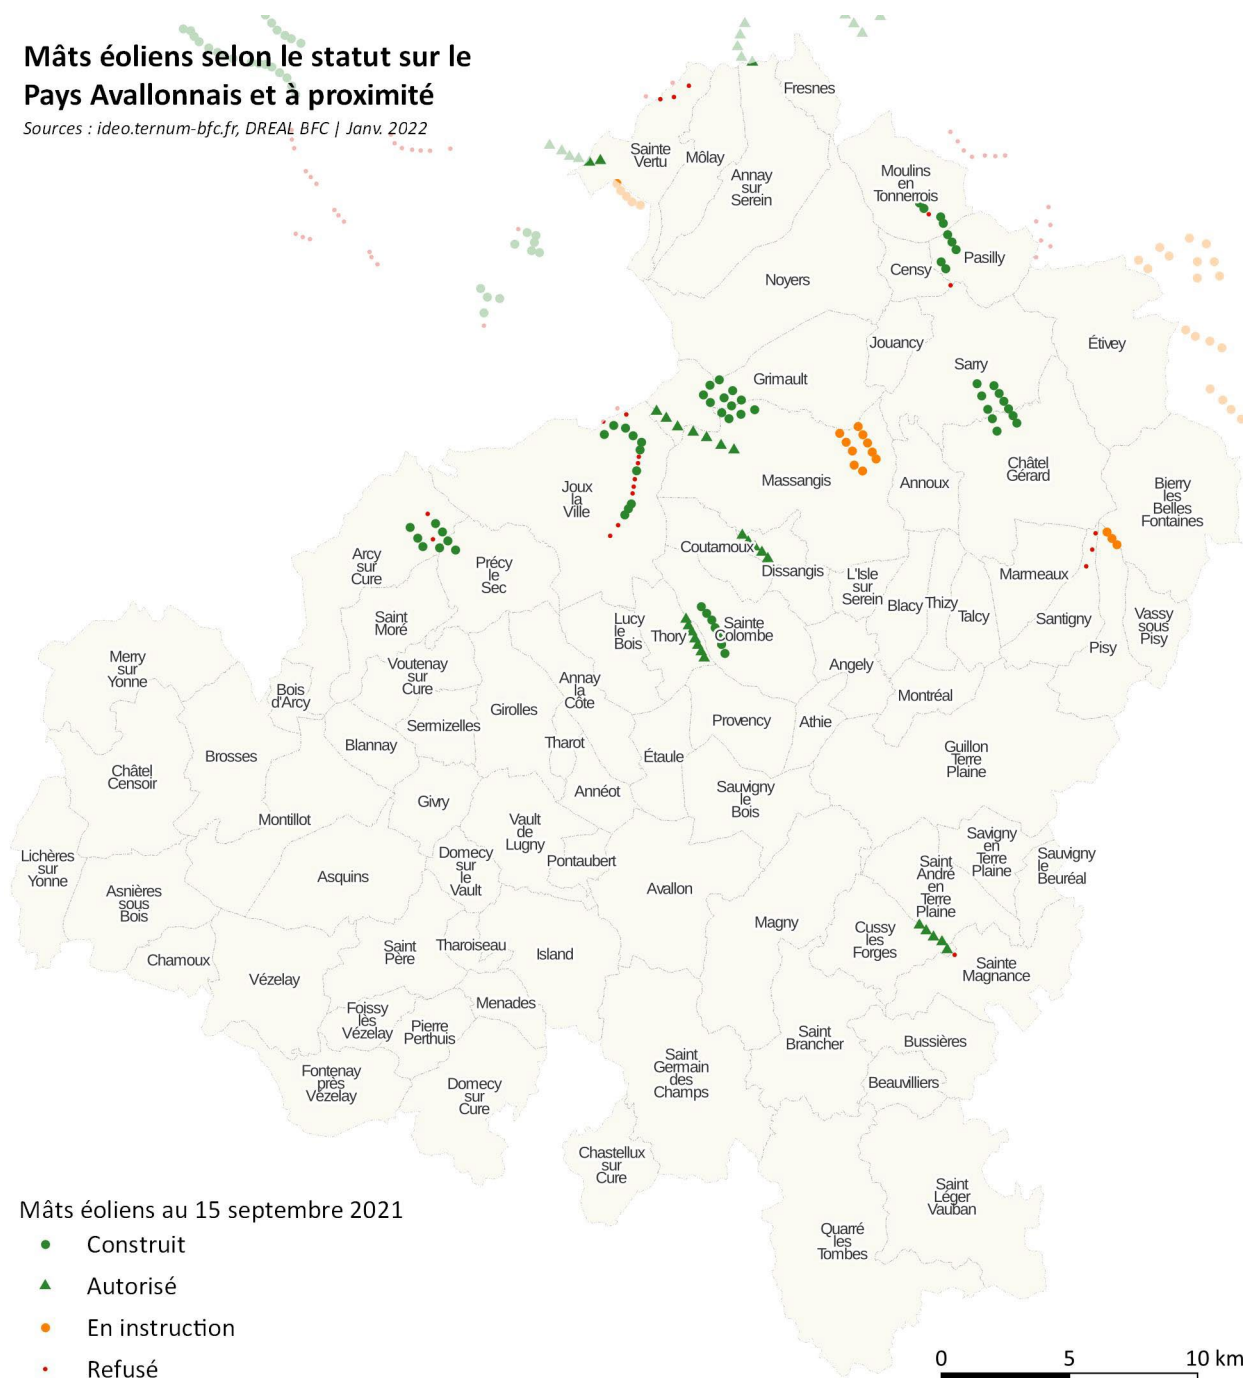 Mâts éoliens selon le statut sur le
Pays Avallonnais et à proximité
Sources : ideo.ternum-bfc.fr, DREAL BFC | Janv. 2022
Fresnes
Sainte
Vertu
Môlay
Annay
sur
Serein
Moulins
en
Tonnerrois
Noyers
Censy
Pasilly
Jouancy
Étivey
Sarry
Grimault
Massangis
Annoux
Châtel
Gérard
Bierry
les
Belles
Fontaines
Joux
la
Ville
Arcy
sur
Cure
Précy
le
Sec
Coutarnoux
Dissangis
L'Isle
sur
Serein
Blacy
Thizy
Talcy
Marmeaux
Santigny
Vassy
sous
Pisy
Pisy
Saint
Moré
Lucy
le
Bois
Thory
Sainte
Colombe
Angely
Montréal
Merry
sur
Yonne
Bois
d'Arcy
Voutenay
sur
Cure
Sermizelles
Girolles
Annay
la
Côte
Provency
Athie
Tharot
Étaule
Blannay
Brosses
Châtel
Censoir
Guillon
Terre
Plaine
Givry
Annéot
Sauvigny
le
Bois
Montillot
Vault
de
Lugny
Pontaubert
Domecy
sur
le
Vault
Lichères
sur
Yonne
Asnières
sous
Bois
Asquins
Avallon
Savigny
en
Terre
Plaine
Sauvigny
le
Beuréal
Saint
André
en
Terre
Plaine
Magny
Cussy
les
Forges
Sainte
Magnance
Chamoux
Vézelay
Saint
Père
Tharoiseau
Island
Menades
Foissy
lès
Vézelay
Pierre
Perthuis
Saint
Brancher
Bussières
Beauvilliers
Fontenay
près
Vézelay
Domecy
sur
Cure
Saint
Germain
des
Champs
Chastellux
sur
Cure
Saint
Léger
Vauban
Quarré
les
Tombes
Mâts éoliens au 15 septembre 2021
Construit
Autorisé
En instruction
Refusé
0 5 10 km